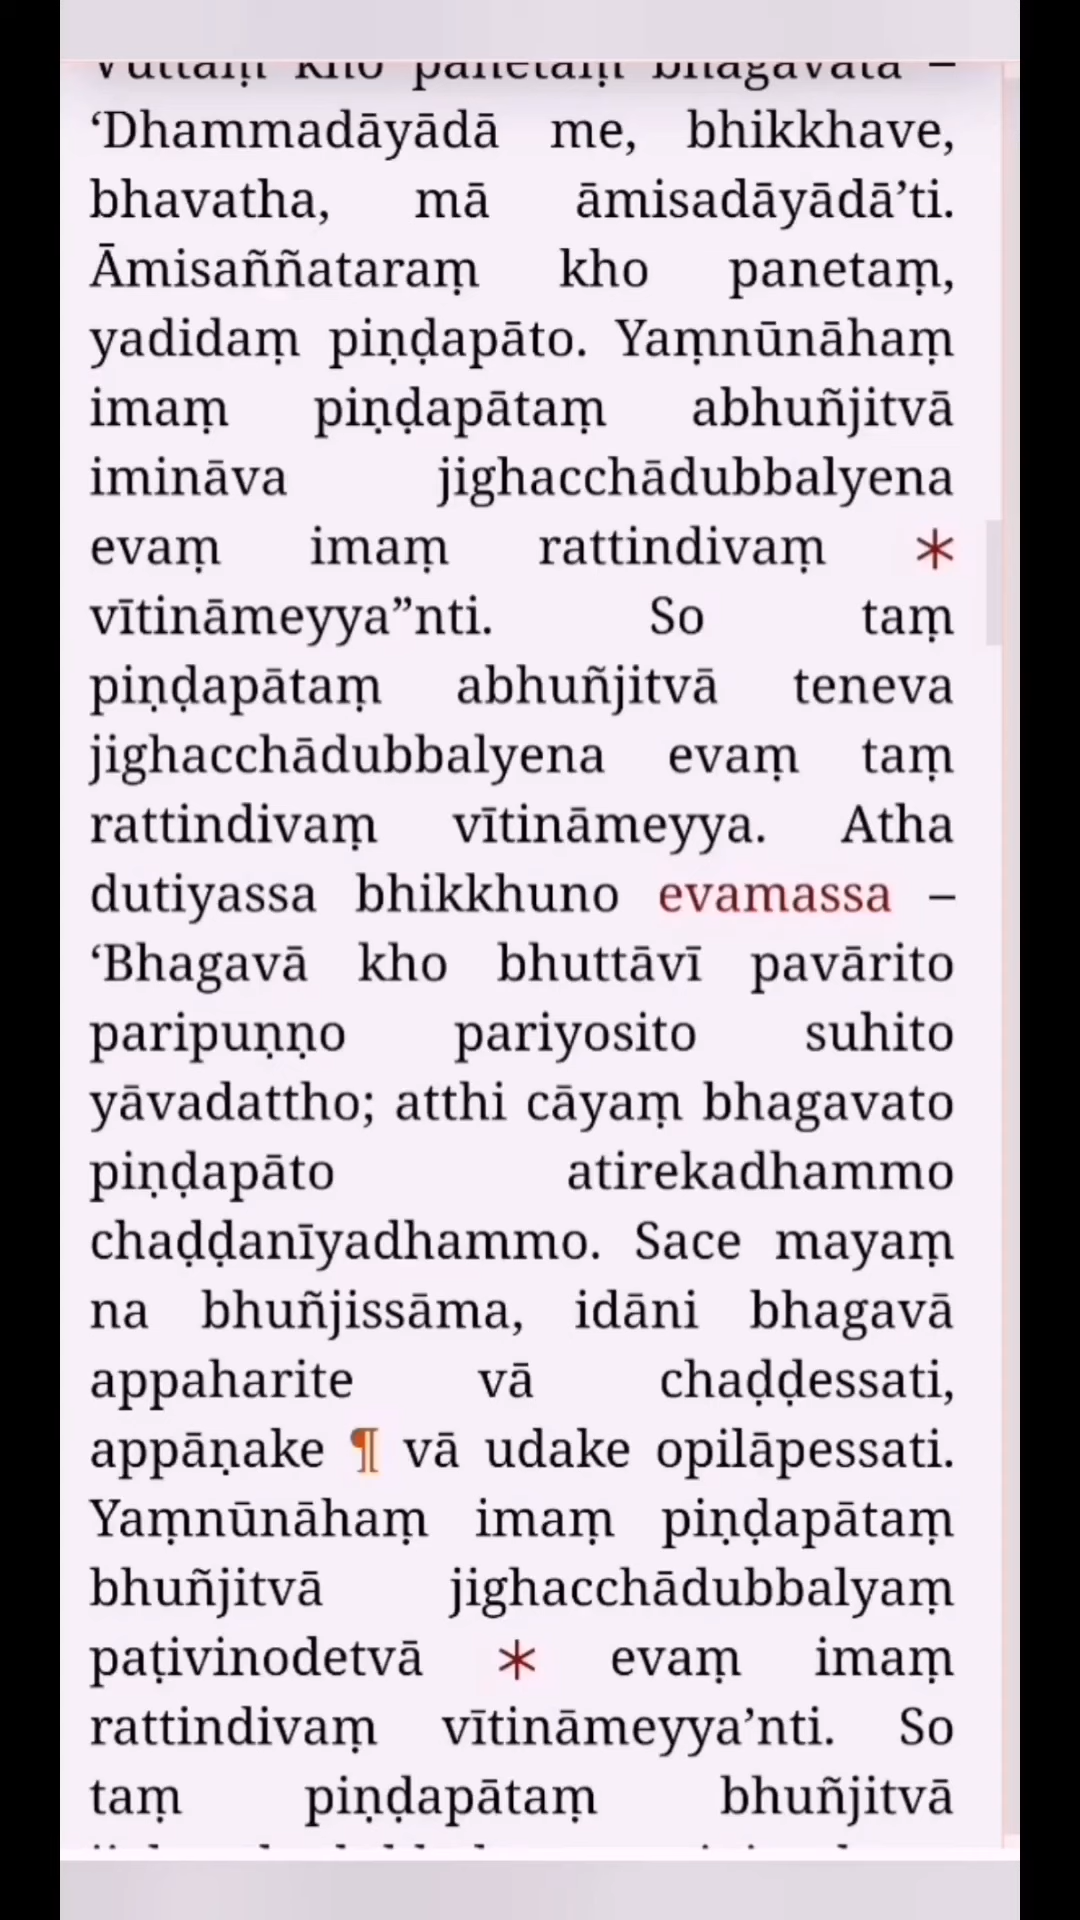 Vuttaṃ kho panetaṃ bhagavatā –
‘Dhammadāyādā me, bhikkhave,
bhavatha, mā āmisadāyādā’ti.
Āmisaññataraṃ kho panetaṃ,
yadidaṃ piṇḍapāto. Yaṃnūnāhaṃ
imaṃ piṇḍapātaṃ abhuñjitvā
imināva jighacchādubbalyena
evaṃ imaṃ rattindivaṃ *
vītināmeyya”nti. So taṃ
piṇḍapātaṃ abhuñjitvā teneva
jighacchādubbalyena evaṃ taṃ
rattindivaṃ vītināmeyya. Atha
dutiyassa bhikkhuno evamassa –
‘Bhagavā kho bhuttāvī pavārito
paripuṇṇo pariyosito suhito
yāvadattho; atthi cāyaṃ bhagavato
piṇḍapāto atirekadhammo
chaḍḍanīyadhammo. Sace mayaṃ
na bhuñjissāma, idāni bhagavā
appaharite vā chaḍḍessati,
appāṇake ¶ vā udake opilāpessati.
Yaṃnūnāhaṃ imaṃ piṇḍapātaṃ
bhuñjitvā jighacchādubbalyaṃ
paṭivinodetvā * evaṃ imaṃ
rattindivaṃ vītināmeyya’nti. So
taṃ piṇḍapātaṃ bhuñjitvā